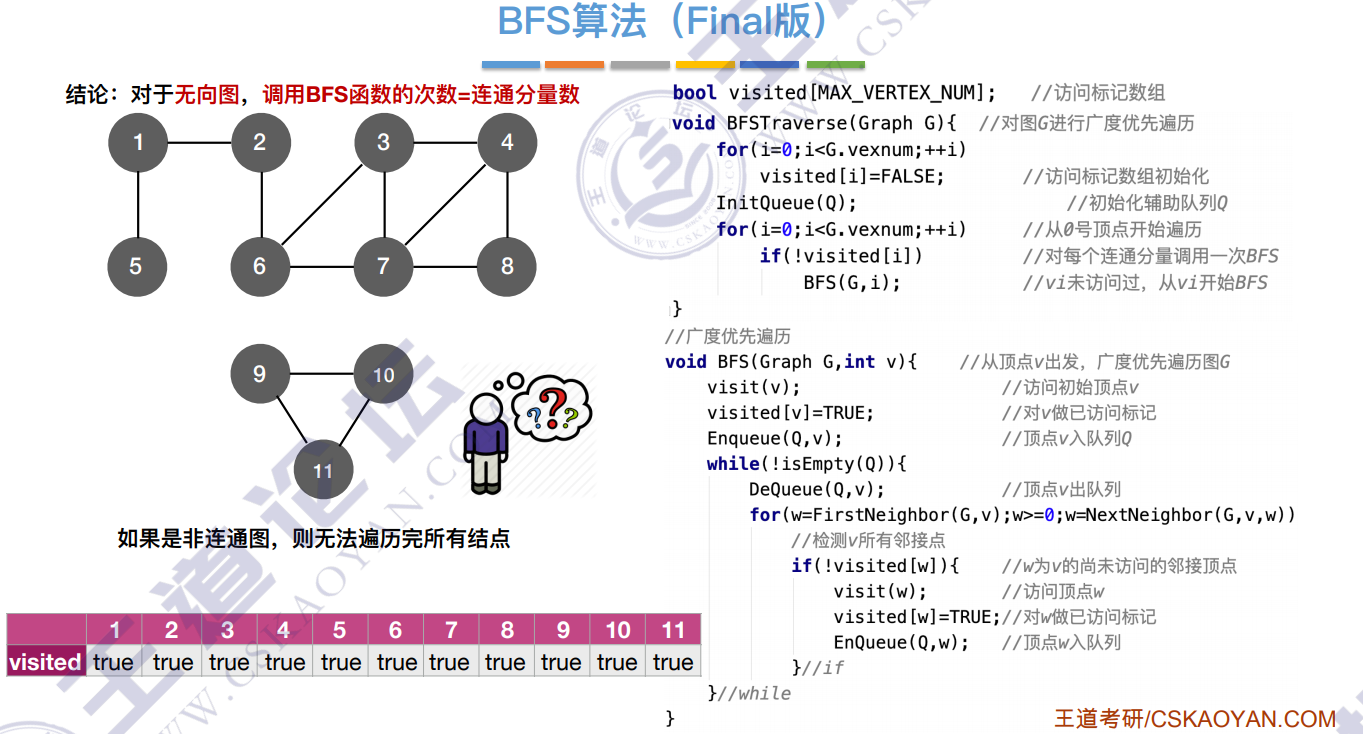 BFS算法（Final版）
结论：对于无向图，调用BFS函数的次数=连通分量数
1 2 3 4
5 6 7 8
9 10
11
如果是非连通图，则无法遍历完所有结点
1 2 3 4 5 6 7 8 9 10 11
visited true true true true true true true true true true true
bool visited[MAX_VERTEX_NUM]; //访问标记数组
void BFSTraverse(Graph G){ //对图G进行广度优先遍历
for(i=0;i<G.vexnum;++i)
visited[i]=FALSE; //访问标记数组初始化
InitQueue(Q); //初始化辅助队列Q
for(i=0;i<G.vexnum;++i) //从0号顶点开始遍历
if(!visited[i]) //对每个连通分量调用一次BFS
BFS(G,i); //vi未访问过，从vi开始BFS
}
//广度优先遍历
void BFS(Graph G,int v){ //从顶点v出发，广度优先遍历图G
visit(v); //访问初始顶点v
visited[v]=TRUE; //对v做已访问标记
Enqueue(Q,v); //顶点v入队列Q
while(!isEmpty(Q)){
DeQueue(Q,v); //顶点v出队列
for(w=FirstNeighbor(G,v);w>=0;w=NextNeighbor(G,v,w))
//检测v所有邻接点
if(!visited[w]){ //w为v的尚未访问的邻接顶点
visit(w); //访问顶点w
visited[w]=TRUE;//对w做已访问标记
EnQueue(Q,w); //顶点w入队列
}//if
}//while
}
王道考研/CSKAOYAN.COM
王道论坛
WWW.CSKAOYAN.COM